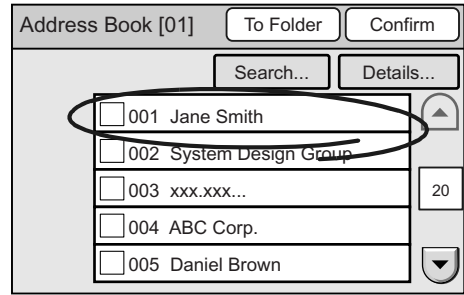 Address Book [01] To Folder Confirm
Search... Details...
001 Jane Smith
002 System Design Group
003 xxx.xxx...
20
004 ABC Corp.
005 Daniel Brown